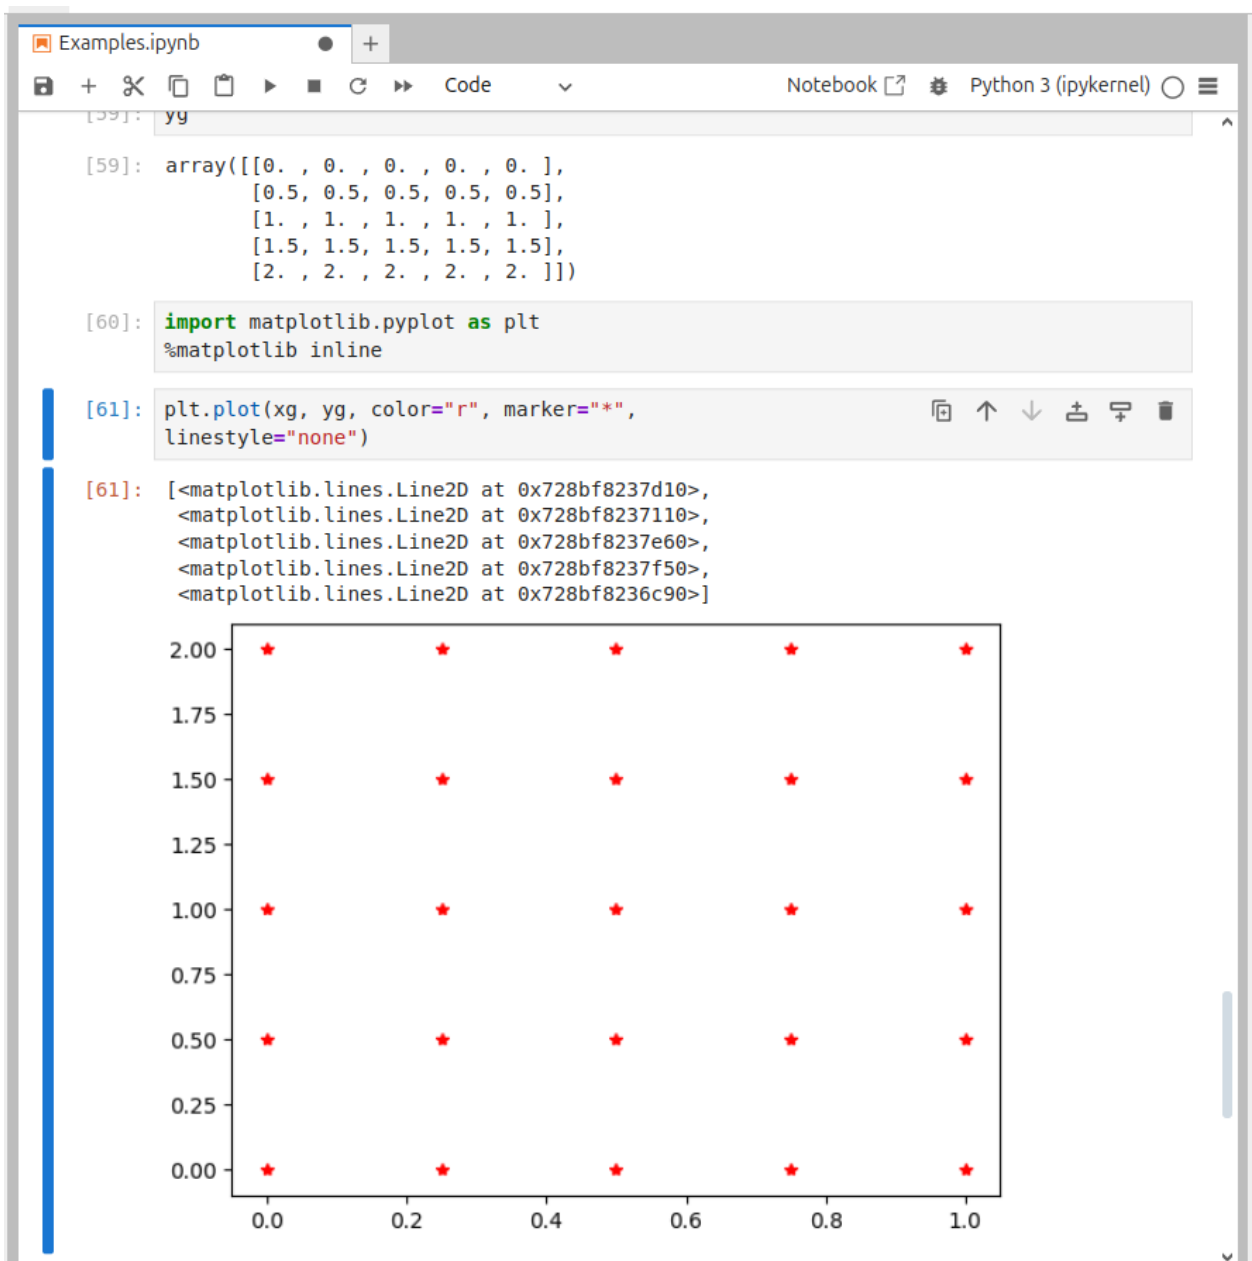 Examples.ipynb
Code Notebook Python 3 (ipykernel)
[59]: yg
[59]: array([[0. , 0. , 0. , 0. , 0. ],
[0.5, 0.5, 0.5, 0.5, 0.5],
[1. , 1. , 1. , 1. , 1. ],
[1.5, 1.5, 1.5, 1.5, 1.5],
[2. , 2. , 2. , 2. , 2. ]])
[60]: import matplotlib.pyplot as plt
%matplotlib inline
[61]: plt.plot(xg, yg, color="r", marker="*",
linestyle="none")
[61]: [<matplotlib.lines.Line2D at 0x728bf8237d10>,
<matplotlib.lines.Line2D at 0x728bf8237110>,
<matplotlib.lines.Line2D at 0x728bf8237e60>,
<matplotlib.lines.Line2D at 0x728bf8237f50>,
<matplotlib.lines.Line2D at 0x728bf8236c90>]
2.00
1.75
1.50
1.25
1.00
0.75
0.50
0.25
0.00
0.0 0.2 0.4 0.6 0.8 1.0